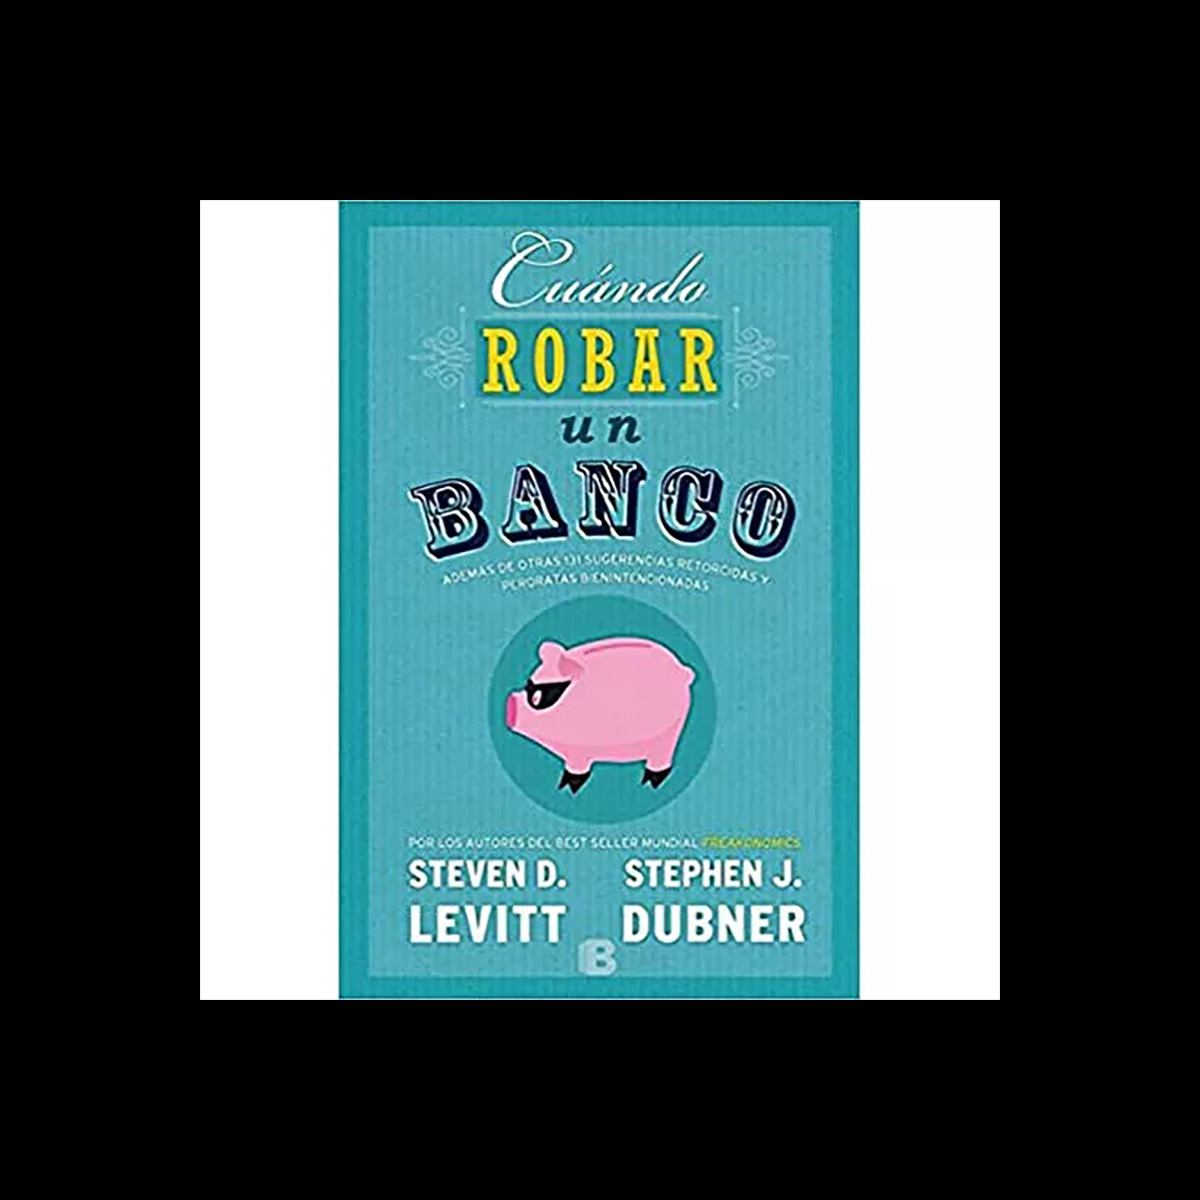 Cuándo
ROBAR
un
BANCO
ADEMÁS DE OTRAS 131 SUGERENCIAS RETORCIDAS Y
PERORATAS BIENINTENCIONADAS
POR LOS AUTORES DEL BEST SELLER MUNDIAL FREAKONOMICS
STEVEN D. STEPHEN J.
LEVITT DUBNER
B